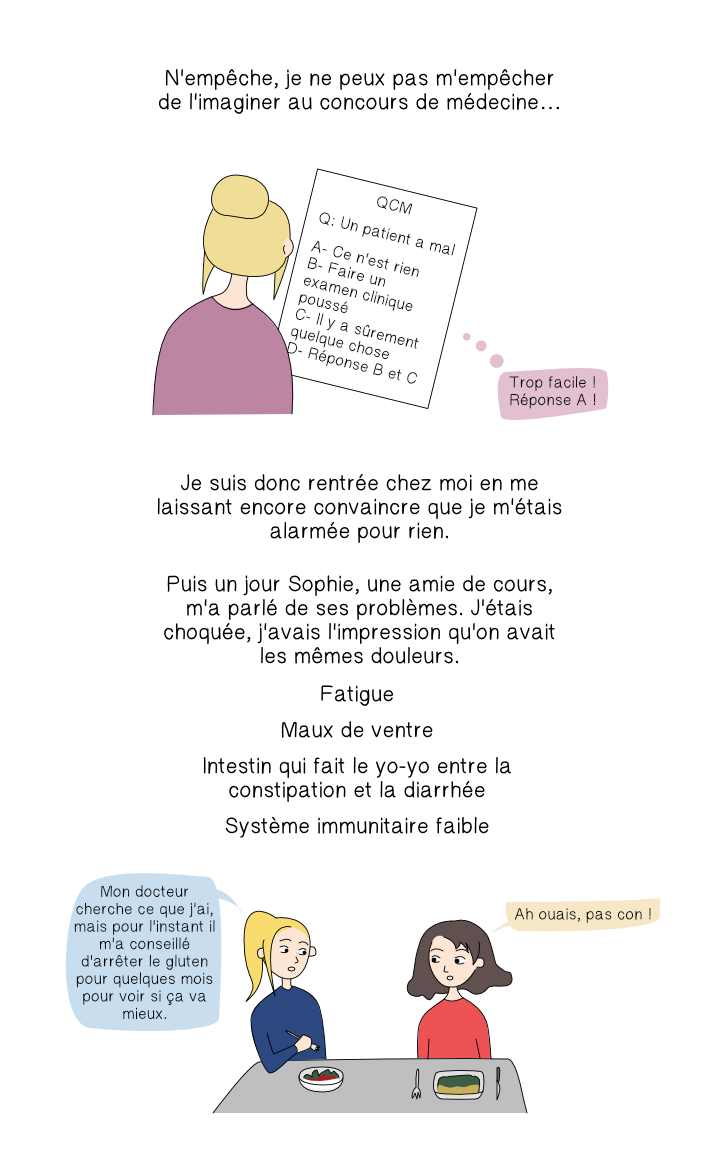 N'empêche, je ne peux pas m'empêcher
de l'imaginer au concours de médecine...
QCM
Q: Un patient a mal
A- Ce n'est rien
B- Faire un
examen clinique
poussé
C- Il y a sûrement
quelque chose
D- Réponse B et C
Trop facile !
Réponse A !
Je suis donc rentrée chez moi en me
laissant encore convaincre que je m'étais
alarmée pour rien.
Puis un jour Sophie, une amie de cours,
m'a parlé de ses problèmes. J'étais
choquée, j'avais l'impression qu'on avait
les mêmes douleurs.
Fatigue
Maux de ventre
Intestin qui fait le yo-yo entre la
constipation et la diarrhée
Système immunitaire faible
Mon docteur
cherche ce que j'ai,
mais pour l'instant il
m'a conseillé
d'arrêter le gluten
pour quelques mois
pour voir si ça va
mieux.
Ah ouais, pas con !